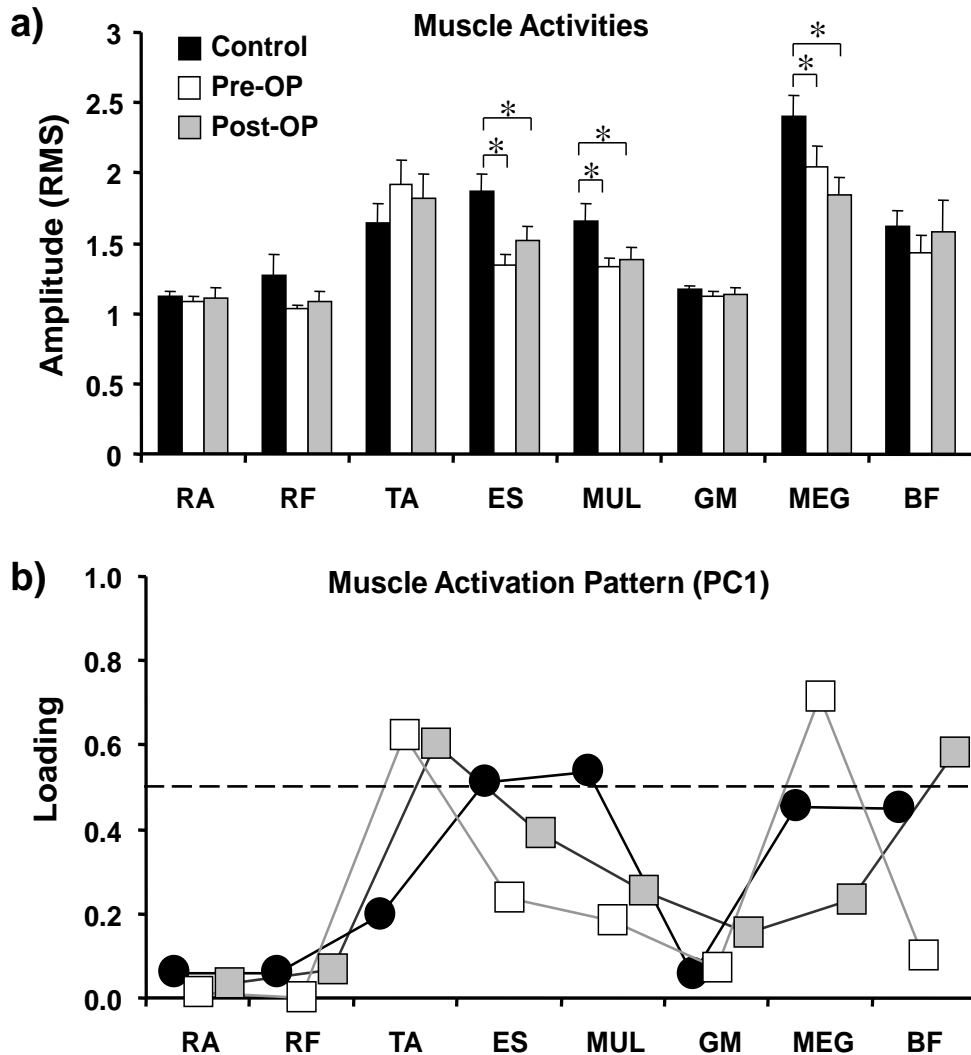 a)
Muscle Activities
3
2.5
2
1.5
1
0.5
0
Amplitude (RMS)
Control
Pre-OP
Post-OP
*
*
*
*
*
*
RA RF TA ES MUL GM MEG BF
b)
Muscle Activation Pattern (PC1)
1.0
0.8
0.6
0.4
0.2
0.0
Loading
RA RF TA ES MUL GM MEG BF